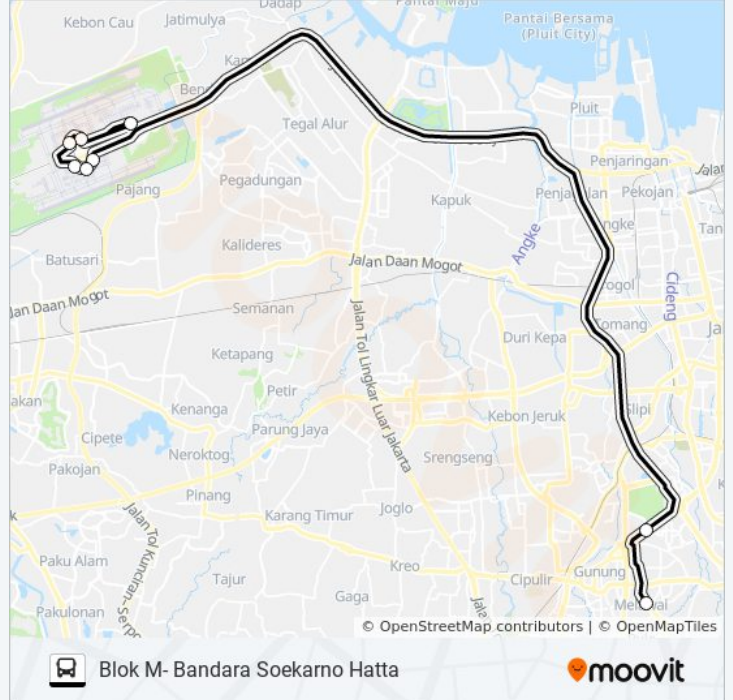 Dadap
Pantai Maju
Kebon Cau
Jatimulya
Pantai Bersama
(Pluit City)
Pluit
Tegal Alur
Penjaringan
Pajang
Pegadungan
Pekojan
Kapuk
Kalideres
Angke
Batusari
Jalan Daan Mogot
Cideng
Jalan Daan Mogot
Semanan
Tomang
Duri Kepa
Ketapang
Jalan Tol Lingkar Luar Jakarta
Petir
Slipi
Kenanga
Kebon Jeruk
Parung Jaya
Cipete
Neroktog
Srengseng
Pakojan
Pinang
Joglo
Karang Timur
Paku Alam
Kreo
Gunung
Tajur
Cipulir
Gaga
Pakulonan
© OpenStreetMap contributors | © OpenMapTiles
Blok M- Bandara Soekarno Hatta
moovit